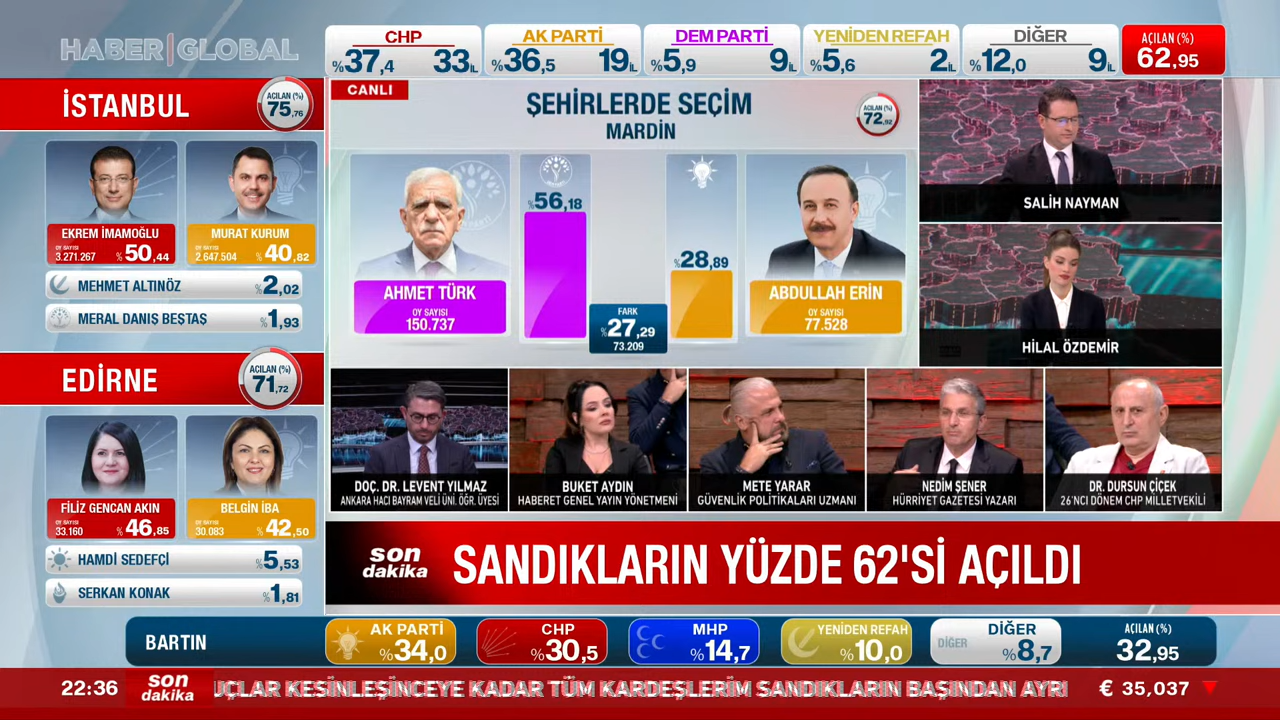 HABER GLOBAL
CHP
%37,4 33İL
AK PARTİ
%36,5 19İL
DEM PARTİ
%5,9 9İL
YENİDEN REFAH
%5,6 2İL
DİĞER
%12,0 9İL
AÇILAN (%)
62,95
İSTANBUL
AÇILAN (%)
75,76
EKREM İMAMOĞLU
OY SAYISI
3.271.267 %50,44
MURAT KURUM
OY SAYISI
2.647.504 %40,82
MEHMET ALTINÖZ %2,02
MERAL DANIŞ BEŞTAŞ %1,93
EDİRNE
AÇILAN (%)
71,72
FİLİZ GENCAN AKIN
OY SAYISI
33.160 %46,85
BELGİN İBA
OY SAYISI
30.083 %42,50
HAMDİ SEDEFÇİ %5,53
SERKAN KONAK %1,81
CANLI
ŞEHİRLERDE SEÇİM
MARDİN
AÇILAN (%)
72,92
%56,18
%28,89
AHMET TÜRK
OY SAYISI
150.737
FARK
%27,29
73.209
ABDULLAH ERİN
OY SAYISI
77.528
SALİH NAYMAN
HİLAL ÖZDEMİR
DOÇ. DR. LEVENT YILMAZ
ANKARA HACI BAYRAM VELİ ÜNİ. ÖĞR. ÜYESİ
BUKET AYDIN
HABERET GENEL YAYIN YÖNETMENİ
METE YARAR
GÜVENLİK POLİTİKALARI UZMANI
NEDİM ŞENER
HÜRRİYET GAZETESİ YAZARI
DR. DURSUN ÇİÇEK
26'NCI DÖNEM CHP MİLLETVEKİLİ
son dakika
SANDIKLARIN YÜZDE 62'Sİ AÇILDI
BARTIN
AK PARTİ
%34,0
CHP
%30,5
MHP
%14,7
YENİDEN REFAH
%10,0
DİĞER
DİĞER
%8,7
AÇILAN (%)
32,95
22:36
son dakika
UÇLAR KESİNLEŞİNCEYE KADAR TÜM KARDEŞLERİM SANDIKLARIN BAŞINDAN AYRI
€ 35,037